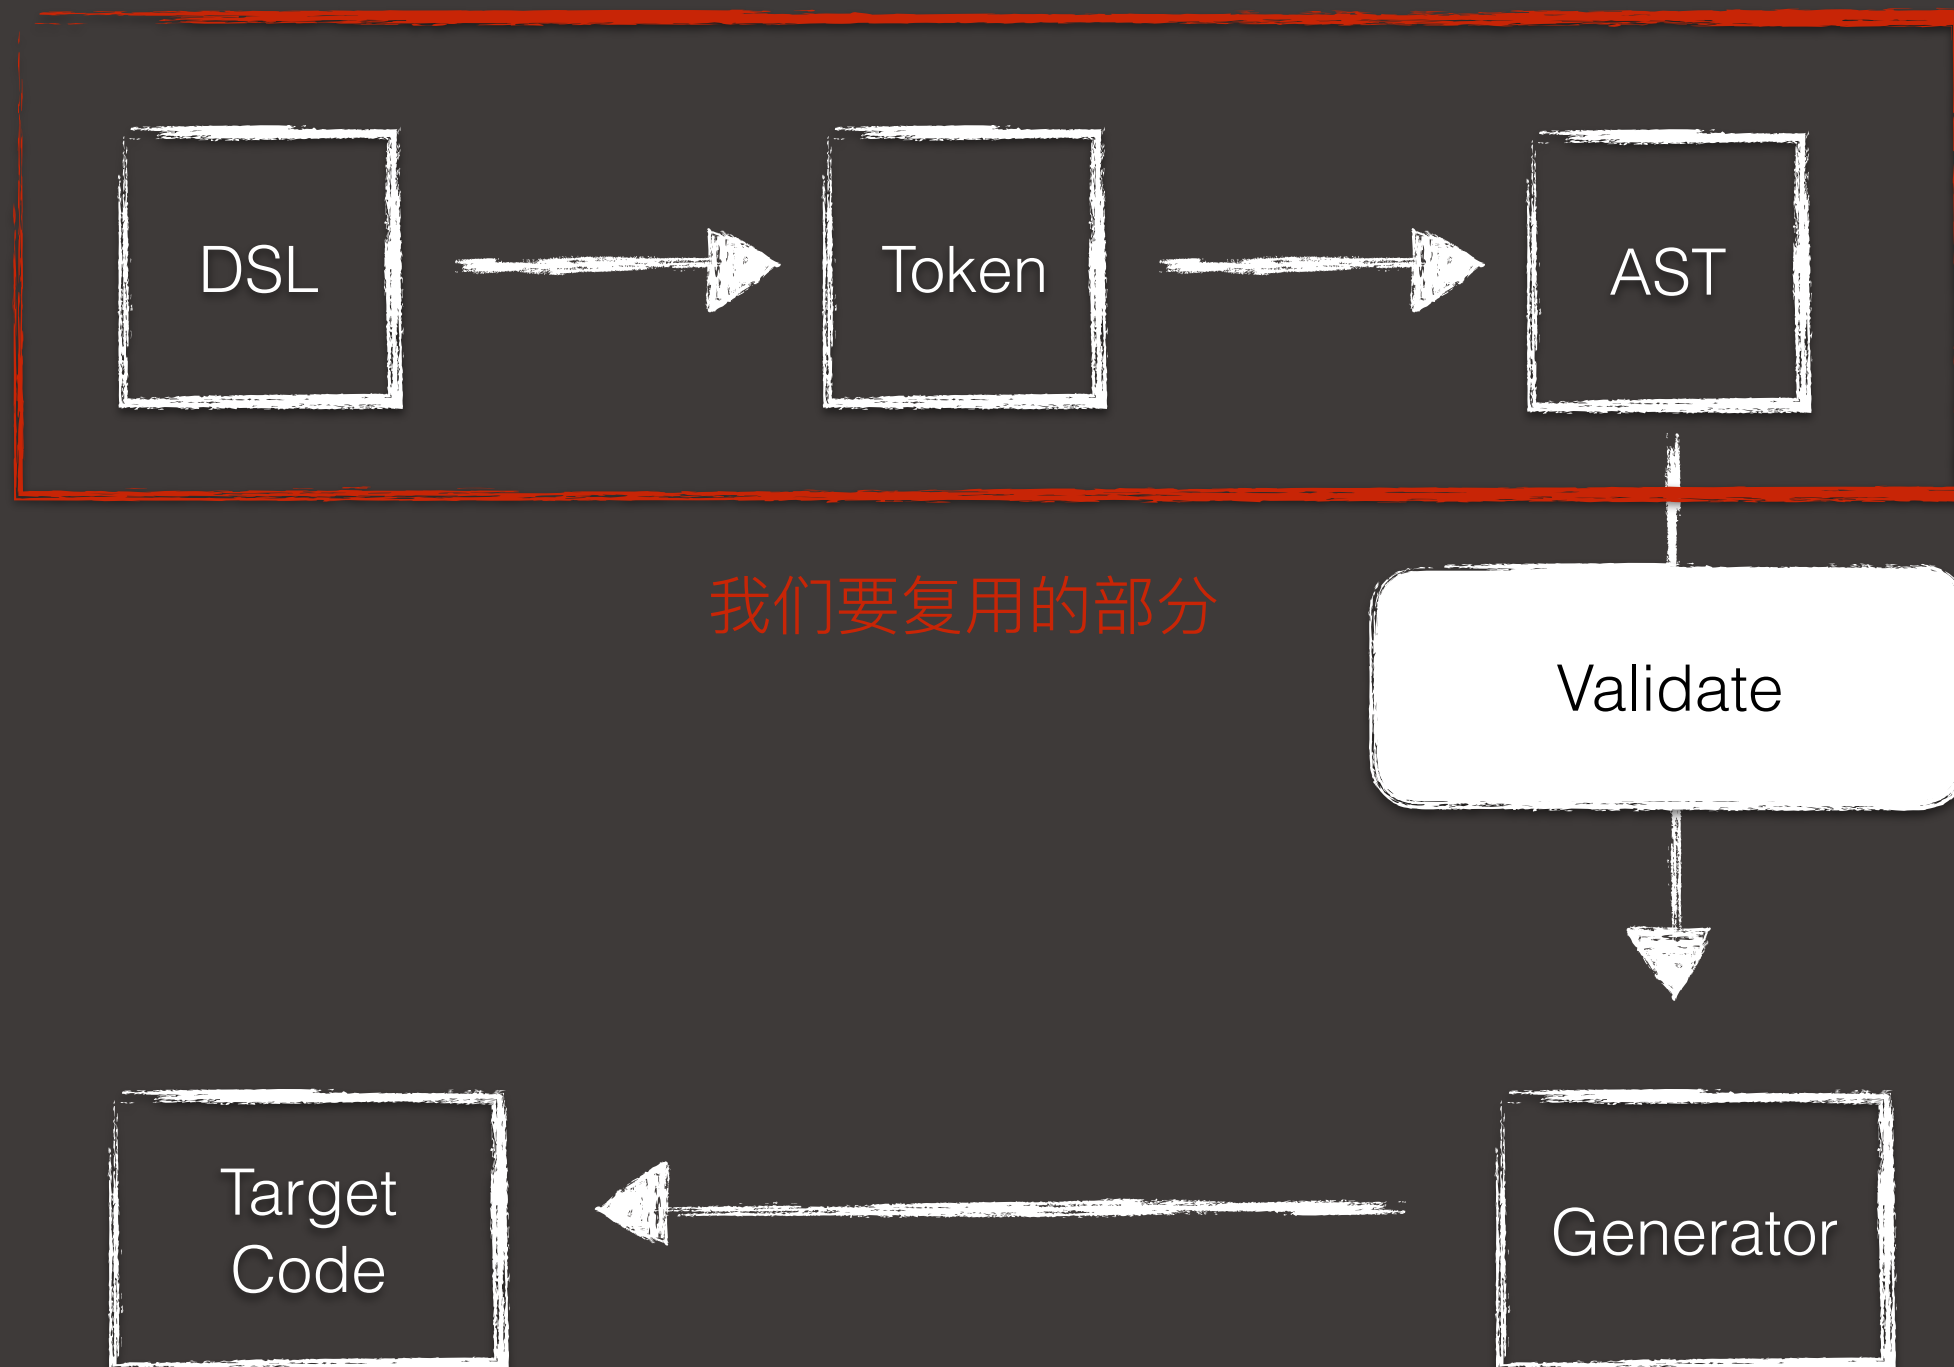 DSL
Token
AST
我们要复用的部分
Validate
Target
Code
Generator